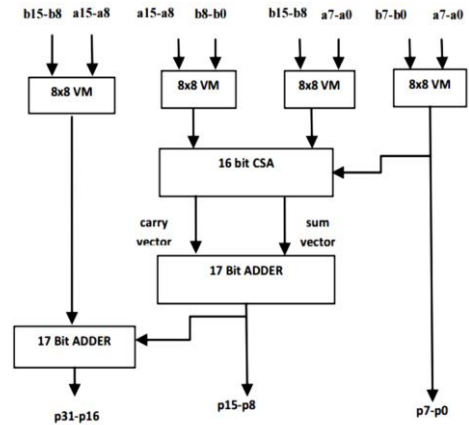 b15-b8 a15-a8 a15-a8 b8-b0 b15-b8 a7-a0 b7-b0 a7-a0
8x8 VM 8x8 VM 8x8 VM 8x8 VM
16 bit CSA
carry vector
sum vector
17 Bit ADDER
17 Bit ADDER
p31-p16 p15-p8 p7-p0